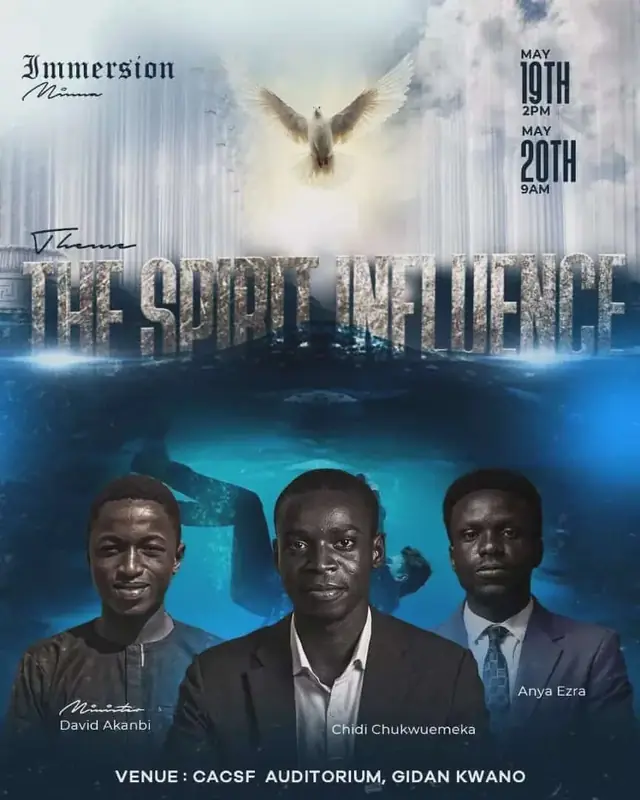 Immersion
Minna
MAY
19TH
2PM
MAY
20TH
9AM
Theme
THE SPIRIT INFLUENCE
Minister
David Akanbi
Chidi Chukwuemeka
Anya Ezra
VENUE : CACSF AUDITORIUM, GIDAN KWANO